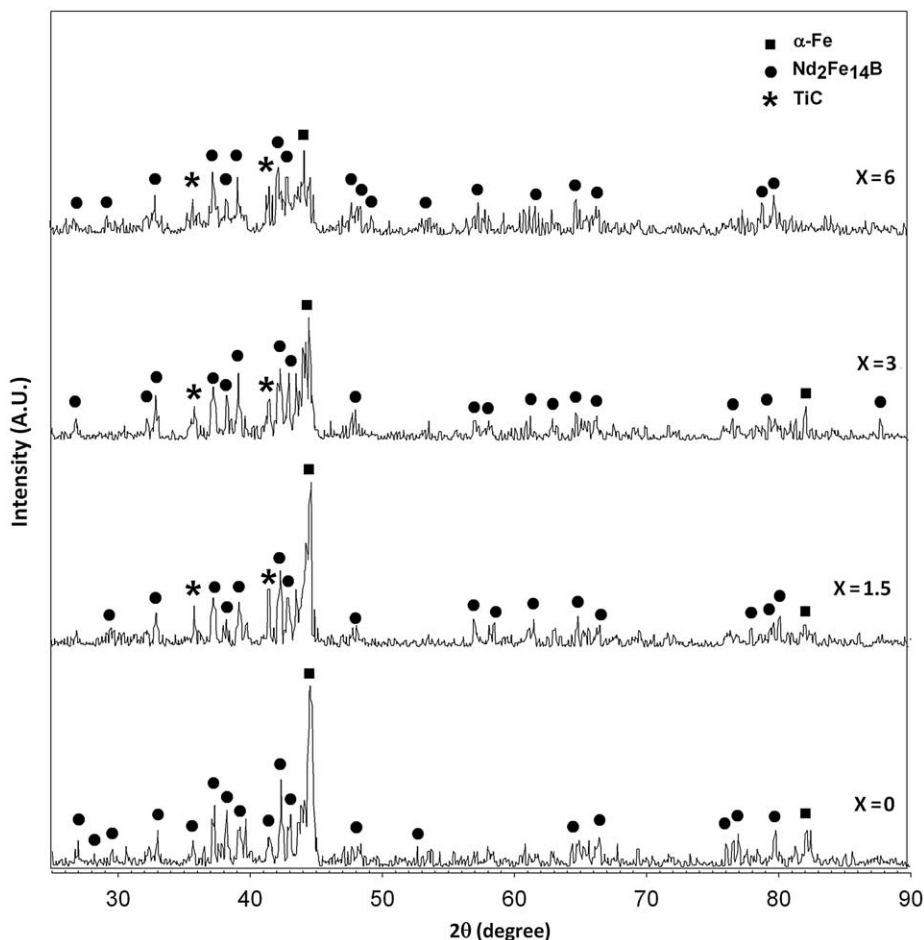 α-Fe
Nd2Fe14B
TiC
X = 6
X = 3
X = 1.5
X = 0
Intensity (A.U.)
30 40 50 60 70 80 90
2θ (degree)